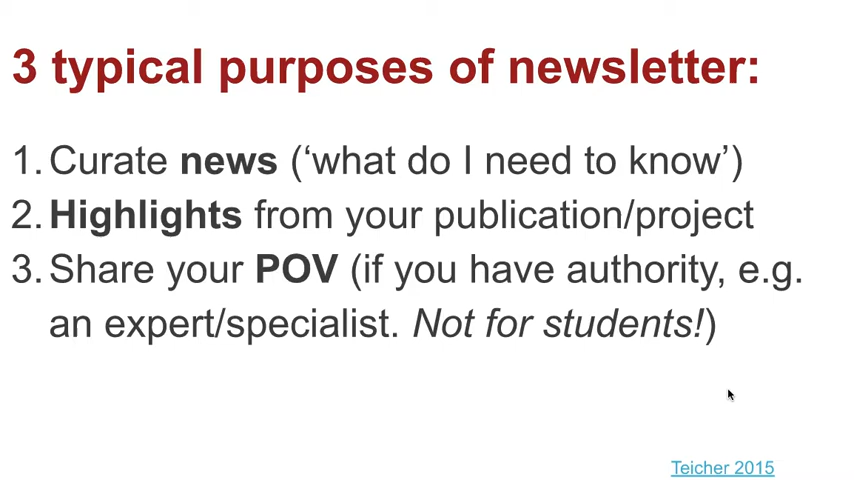 3 typical purposes of newsletter:
1. Curate news (‘what do I need to know’)
2. Highlights from your publication/project
3. Share your POV (if you have authority, e.g.
an expert/specialist. Not for students!)
Teicher 2015